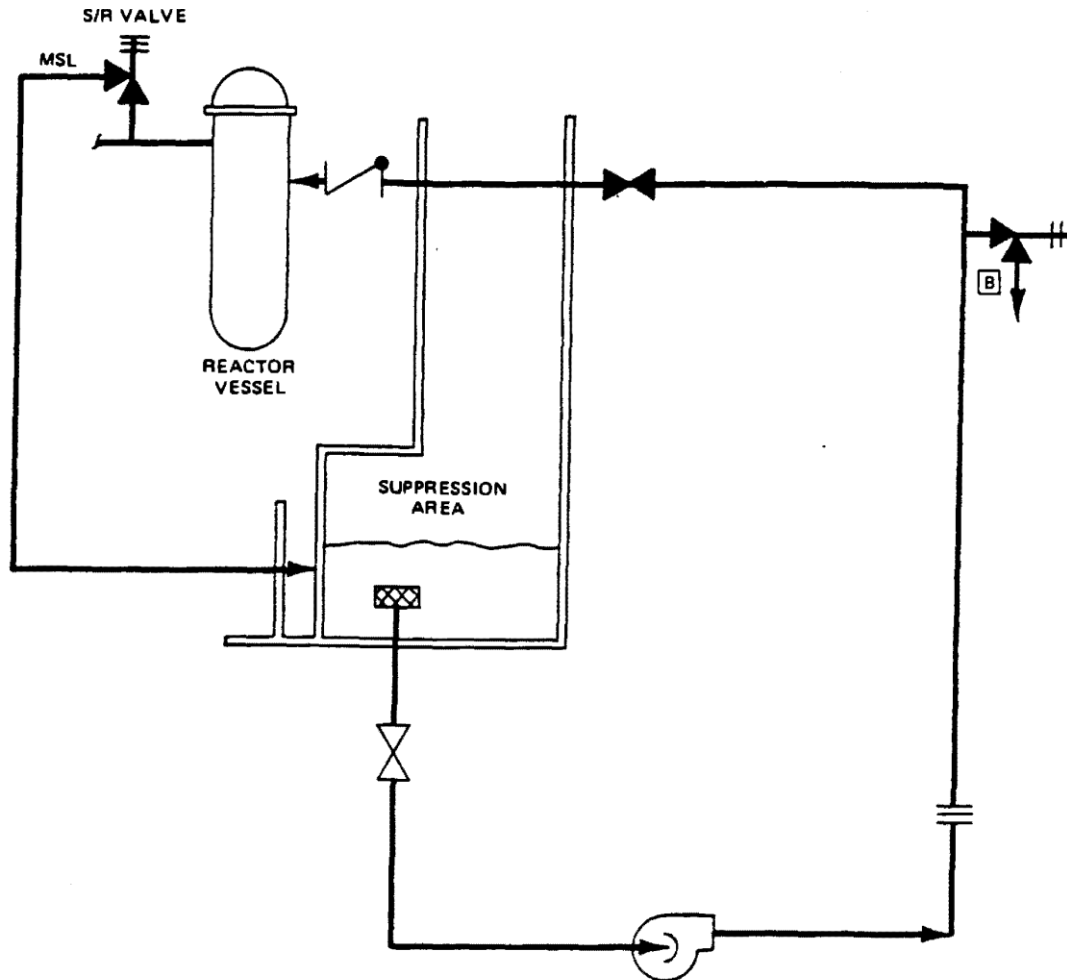 S/R VALVE
MSL
B
REACTOR
VESSEL
SUPPRESSION
AREA